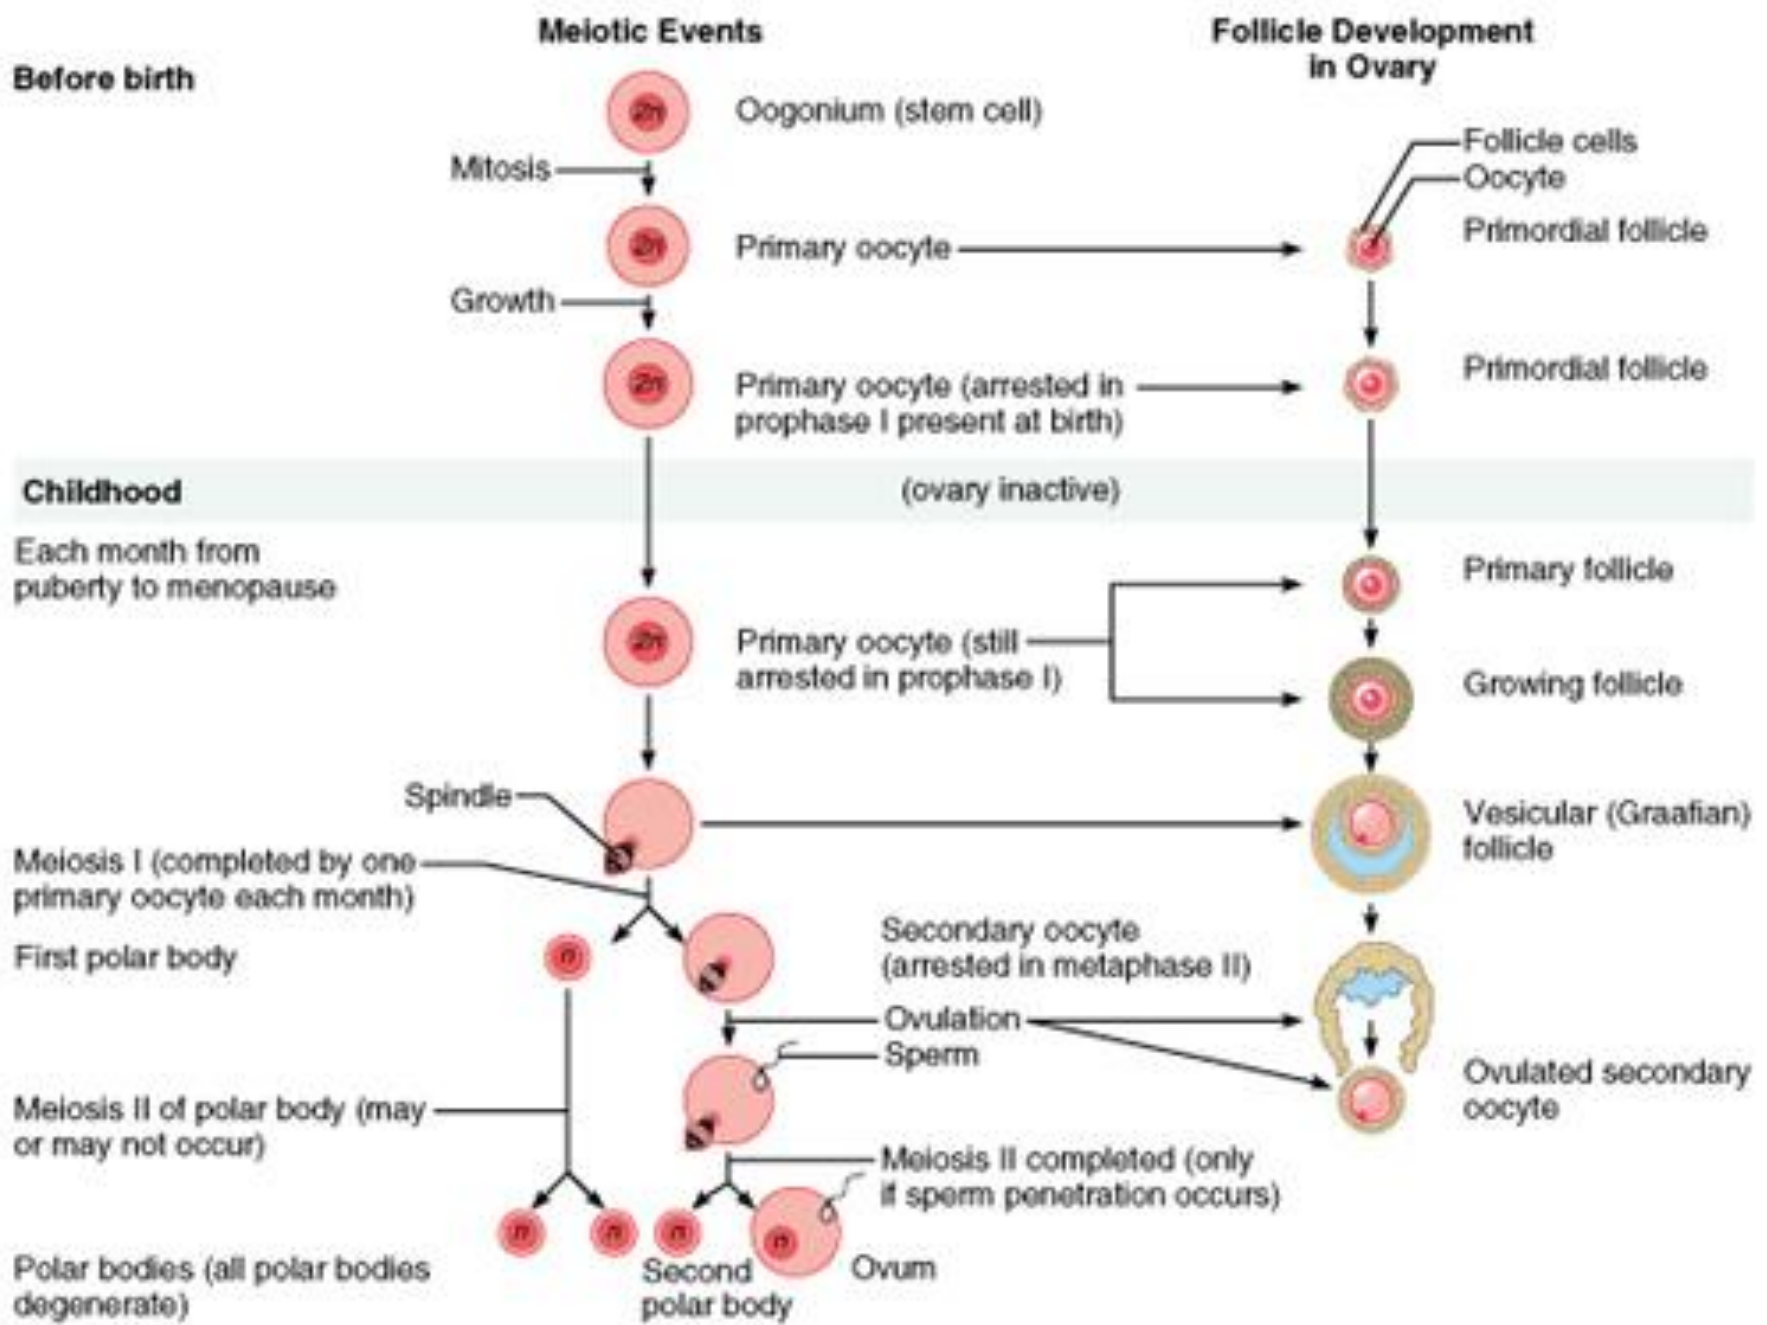 Meiotic Events
Follicle Development
in Ovary
Before birth
2n
Oogonium (stem cell)
Follicle cells
Mitosis
Oocyte
2n
Primary oocyte
Primordial follicle
Growth
2n
Primary oocyte (arrested in
prophase I present at birth)
Primordial follicle
Childhood
(ovary inactive)
Each month from
puberty to menopause
Primary follicle
2n
Primary oocyte (still
arrested in prophase I)
Growing follicle
Spindle
Vesicular (Graafian)
follicle
Meiosis I (completed by one
primary oocyte each month)
First polar body
n
Secondary oocyte
(arrested in metaphase II)
Ovulation
Sperm
Ovulated secondary
oocyte
Meiosis II of polar body (may
or may not occur)
Meiosis II completed (only
if sperm penetration occurs)
n
n
n
n
Polar bodies (all polar bodies
degenerate)
Second
polar body
Ovum